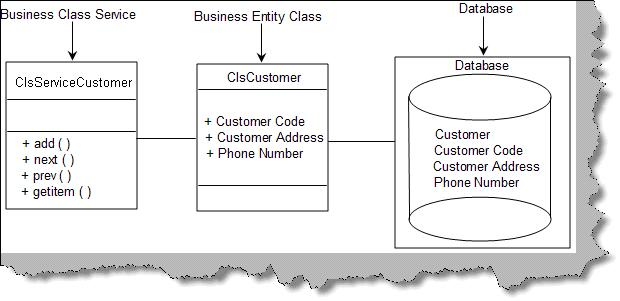 Business Class Service
Business Entity Class
Database
ClsServiceCustomer
+ add ( )
+ next ( )
+ prev ( )
+ getitem ( )
ClsCustomer
+ Customer Code
+ Customer Address
+ Phone Number
Database
Customer
Customer Code
Customer Address
Phone Number